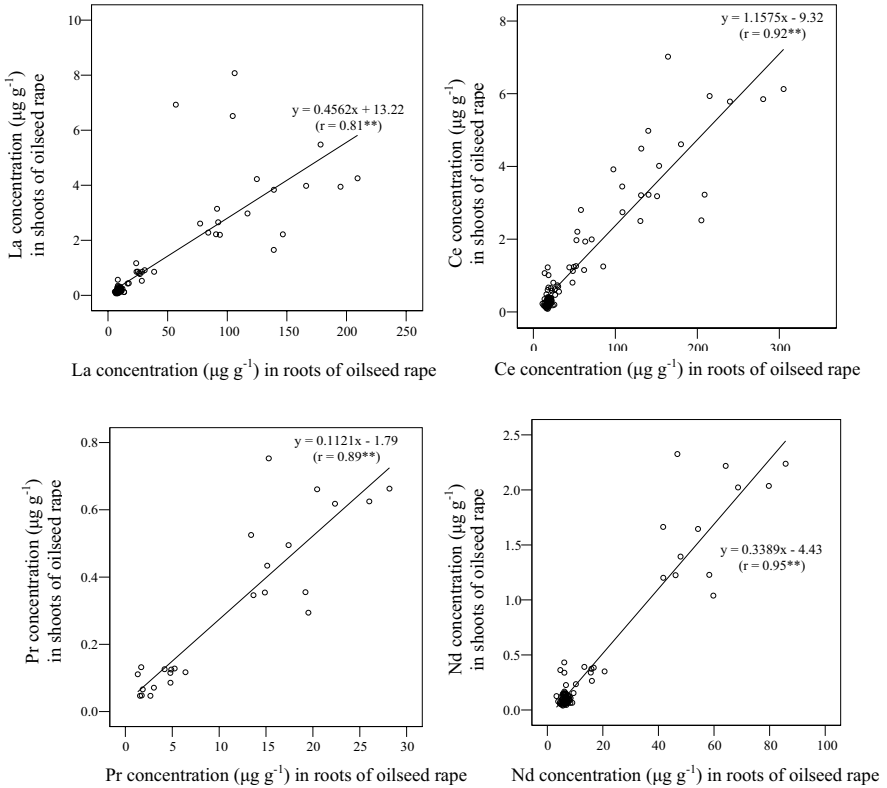 10
8
6
4
2
0
La concentration (µg g-1)
in shoots of oilseed rape
y = 0.4562x + 13.22
(r = 0.81**)
0 50 100 150 200 250
La concentration (µg g-1) in roots of oilseed rape
8
6
4
2
0
Ce concentration (µg g-1)
in shoots of oilseed rape
y = 1.1575x - 9.32
(r = 0.92**)
0 100 200 300
Ce concentration (µg g-1) in roots of oilseed rape
0.8
0.6
0.4
0.2
0.0
Pr concentration (µg g-1)
in shoots of oilseed rape
y = 0.1121x - 1.79
(r = 0.89**)
0 5 10 15 20 25 30
Pr concentration (µg g-1) in roots of oilseed rape
2.5
2.0
1.5
1.0
0.5
0.0
Nd concentration (µg g-1)
in shoots of oilseed rape
y = 0.3389x - 4.43
(r = 0.95**)
0 20 40 60 80 100
Nd concentration (µg g-1) in roots of oilseed rape